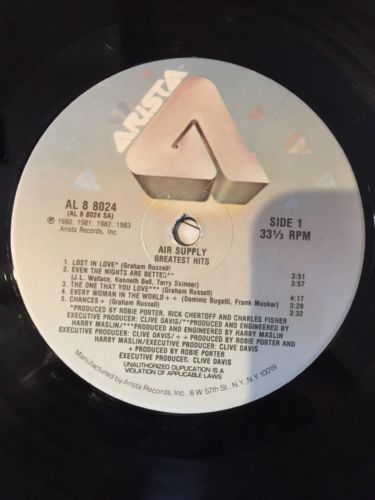 ARISTA
AL 8 8024
(AL 8 8024 SA)
℗ 1980, 1981, 1982, 1983
Arista Records, Inc.
SIDE 1
33⅓ RPM
AIR SUPPLY
GREATEST HITS
1. LOST IN LOVE* (Graham Russell) 3:51
2. EVEN THE NIGHTS ARE BETTER** 3:57
(J.L. Wallace, Kenneth Bell, Terry Skinner)
3. THE ONE THAT YOU LOVE** (Graham Russell) 4:17
4. EVERY WOMAN IN THE WORLD ++ (Dominic Bugatti, Frank Musker) 3:29
5. CHANCES + (Graham Russell) 3:32
*PRODUCED BY ROBIE PORTER, RICK CHERTOFF AND CHARLES FISHER
EXECUTIVE PRODUCER: CLIVE DAVIS/**PRODUCED AND ENGINEERED BY
HARRY MASLIN/***PRODUCED AND ENGINEERED BY HARRY MASLIN
EXECUTIVE PRODUCER: CLIVE DAVIS/++ PRODUCED BY ROBIE PORTER AND
HARRY MASLIN/EXECUTIVE PRODUCER: CLIVE DAVIS
+PRODUCED BY ROBIE PORTER
EXECUTIVE PRODUCER: CLIVE DAVIS
UNAUTHORIZED DUPLICATION IS A
VIOLATION OF APPLICABLE LAWS
Manufactured by Arista Records, Inc., 6 W 57th St., N.Y., N.Y. 10019